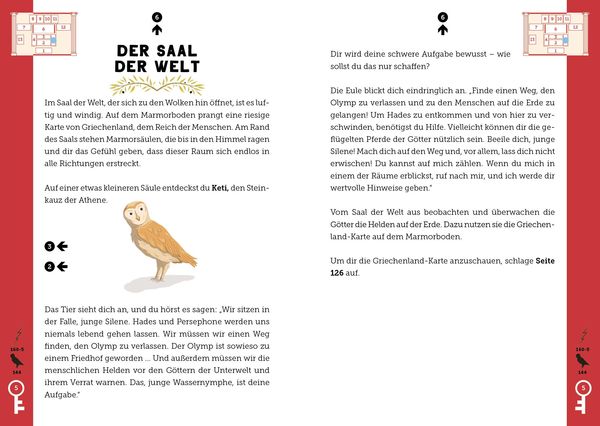 6
DER SAAL
DER WELT
Im Saal der Welt, der sich zu den Wolken hin öffnet, ist es luf-
tig und windig. Auf dem Marmorboden prangt eine riesige
Karte von Griechenland, dem Reich der Menschen. Am Rand
des Saals stehen Marmorsäulen, die bis in den Himmel ragen
und dir das Gefühl geben, dass dieser Raum sich endlos in
alle Richtungen erstreckt.
Auf einer etwas kleineren Säule entdeckst du Keti, den Stein-
kauz der Athene.
3
2
Das Tier sieht dich an, und du hörst es sagen: „Wir sitzen in
der Falle, junge Silene. Hades und Persephone werden uns
niemals lebend gehen lassen. Wir müssen wir einen Weg
finden, den Olymp zu verlassen. Der Olymp ist sowieso zu
einem Friedhof geworden ... Und außerdem müssen wir die
menschlichen Helden vor den Göttern der Unterwelt und
ihrem Verrat warnen. Das, junge Wassernymphe, ist deine
Aufgabe.“
160-5
144
5
6
Dir wird deine schwere Aufgabe bewusst – wie
sollst du das nur schaffen?
Die Eule blickt dich eindringlich an. „Finde einen Weg, den
Olymp zu verlassen und zu den Menschen auf die Erde zu
gelangen! Um Hades zu entkommen und von hier zu ver-
schwinden, benötigst du Hilfe. Vielleicht können dir die ge-
flügelten Pferde der Götter nützlich sein. Beeile dich, junge
Silene! Mach dich auf den Weg und, vor allem, lass dich nicht
erwischen! Du kannst auf mich zählen. Wenn du mich in
einem der Räume erblickst, ruf nach mir, und ich werde dir
wertvolle Hinweise geben.“
Vom Saal der Welt aus beobachten und überwachen die
Götter die Helden auf der Erde. Dazu nutzen sie die Griechen-
land-Karte auf dem Marmorboden.
Um dir die Griechenland-Karte anzuschauen, schlage Seite
126 auf.
160-5
144
5